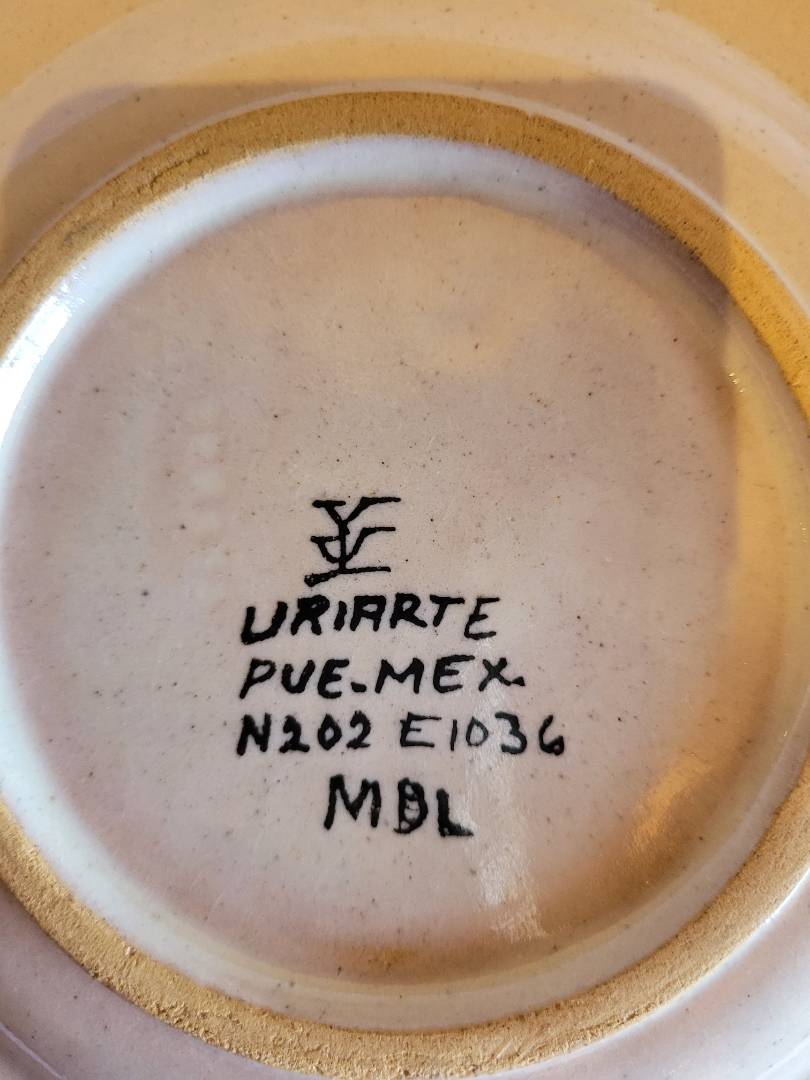 URIARTE
PUE-MEX.
N202 E1036
MBL